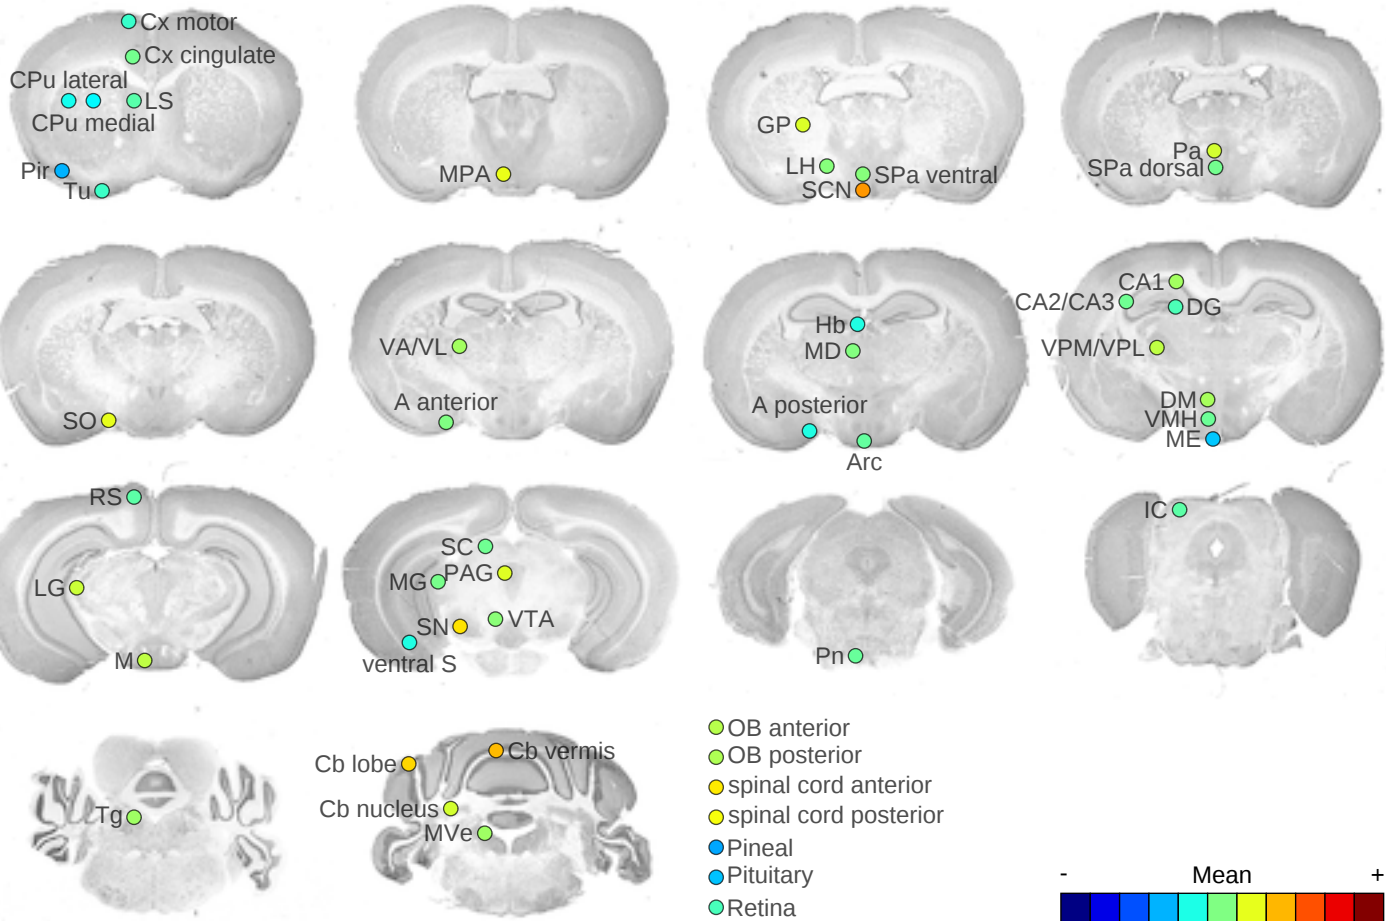 Cx motor
Cx cingulate
CPu lateral
LS
CPu medial
Pir
Tu
MPA
GP
LH
SPa ventral
SCN
Pa
SPa dorsal
SO
VA/VL
A anterior
Hb
MD
A posterior
Arc
CA1
CA2/CA3
DG
VPM/VPL
DM
VMH
ME
RS
LG
M
SC
MG
PAG
SN
VTA
ventral S
Pn
IC
Tg
Cb lobe
Cb vermis
Cb nucleus
MVe
OB anterior
OB posterior
spinal cord anterior
spinal cord posterior
Pineal
Pituitary
Retina
- Mean +